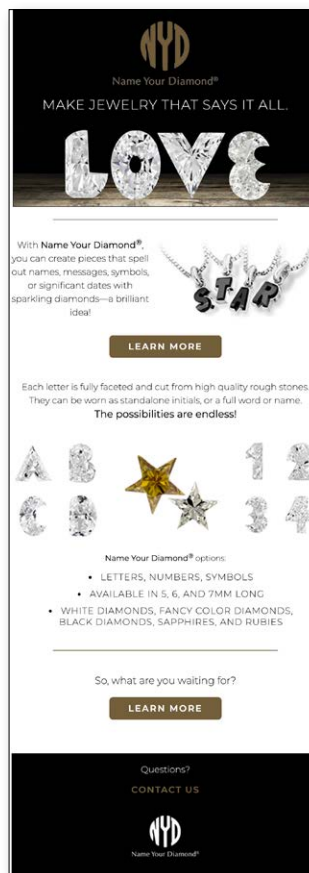 NYD
Name Your Diamond®
MAKE JEWELRY THAT SAYS IT ALL.
LOVE
With Name Your Diamond®,
you can create pieces that spell
out names, messages, symbols,
or significant dates with
sparkling diamonds—a brilliant
idea!
STAR
LEARN MORE
Each letter is fully faceted and cut from high quality rough stones.
They can be worn as standalone initials, or a full word or name.
The possibilities are endless!
A B 1 2
C D 3 4
Name Your Diamond® options:
• LETTERS, NUMBERS, SYMBOLS
• AVAILABLE IN 5, 6, AND 7MM LONG
• WHITE DIAMONDS, FANCY COLOR DIAMONDS,
BLACK DIAMONDS, SAPPHIRES, AND RUBIES
So, what are you waiting for?
LEARN MORE
Questions?
CONTACT US
NYD
Name Your Diamond®